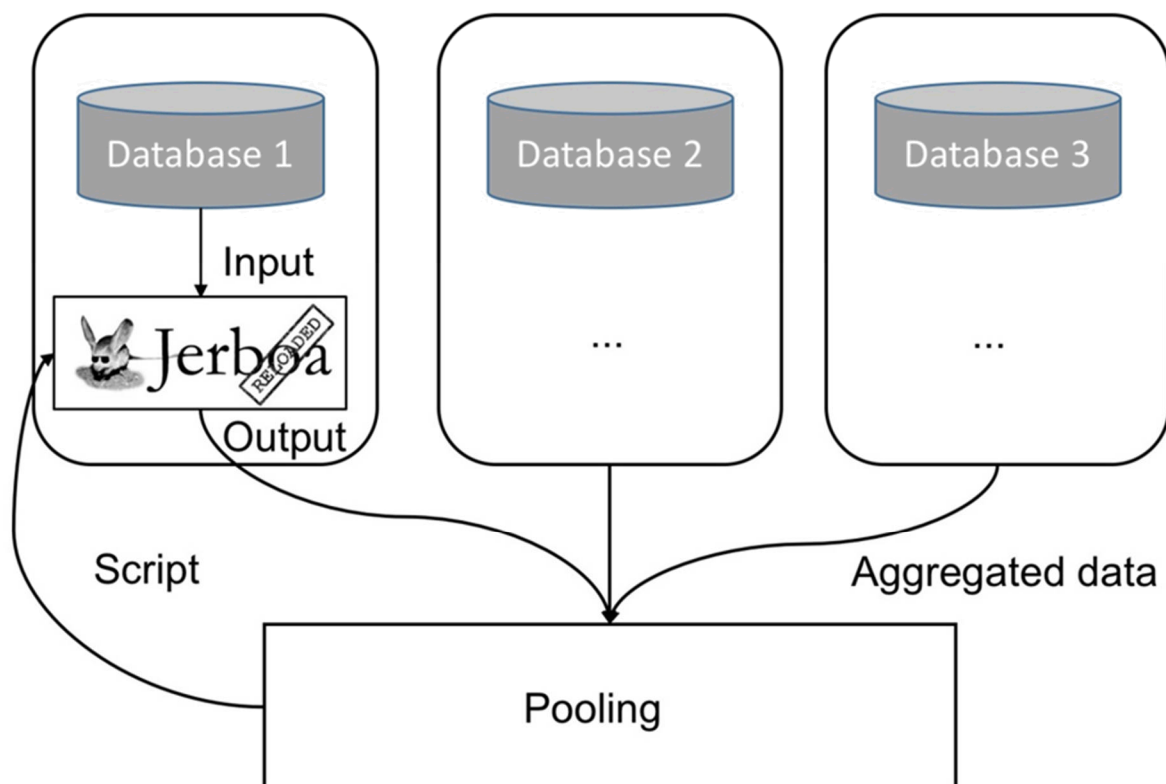 Database 1
Database 2
Database 3
Input
Jerboa
RELOADED
...
...
Output
Script
Aggregated data
Pooling